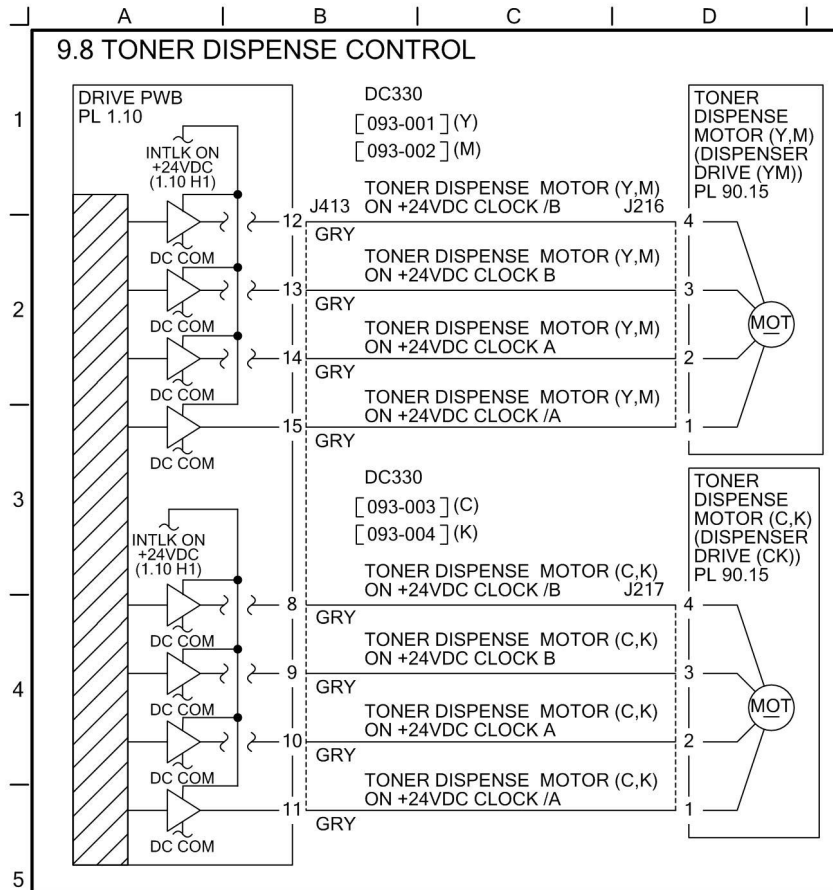 A B C D
9.8 TONER DISPENSE CONTROL
1
2
3
4
5
DRIVE PWB
PL 1.10
INTLK ON
+24VDC
(1.10 H1)
DC COM
DC COM
DC COM
DC COM
12
13
14
15
J413
DC330
[093-001] (Y)
[093-002] (M)
TONER DISPENSE MOTOR (Y,M)
ON +24VDC CLOCK /B
J216
GRY
TONER DISPENSE MOTOR (Y,M)
ON +24VDC CLOCK B
GRY
TONER DISPENSE MOTOR (Y,M)
ON +24VDC CLOCK A
GRY
TONER DISPENSE MOTOR (Y,M)
ON +24VDC CLOCK /A
GRY
4
3
2
1
TONER
DISPENSE
MOTOR (Y,M)
(DISPENSER
DRIVE (YM))
PL 90.15
MOT
INTLK ON
+24VDC
(1.10 H1)
DC COM
DC COM
DC COM
DC COM
8
9
10
11
DC330
[093-003] (C)
[093-004] (K)
TONER DISPENSE MOTOR (C,K)
ON +24VDC CLOCK /B
J217
GRY
TONER DISPENSE MOTOR (C,K)
ON +24VDC CLOCK B
GRY
TONER DISPENSE MOTOR (C,K)
ON +24VDC CLOCK A
GRY
TONER DISPENSE MOTOR (C,K)
ON +24VDC CLOCK /A
GRY
4
3
2
1
TONER
DISPENSE
MOTOR (C,K)
(DISPENSER
DRIVE (CK))
PL 90.15
MOT